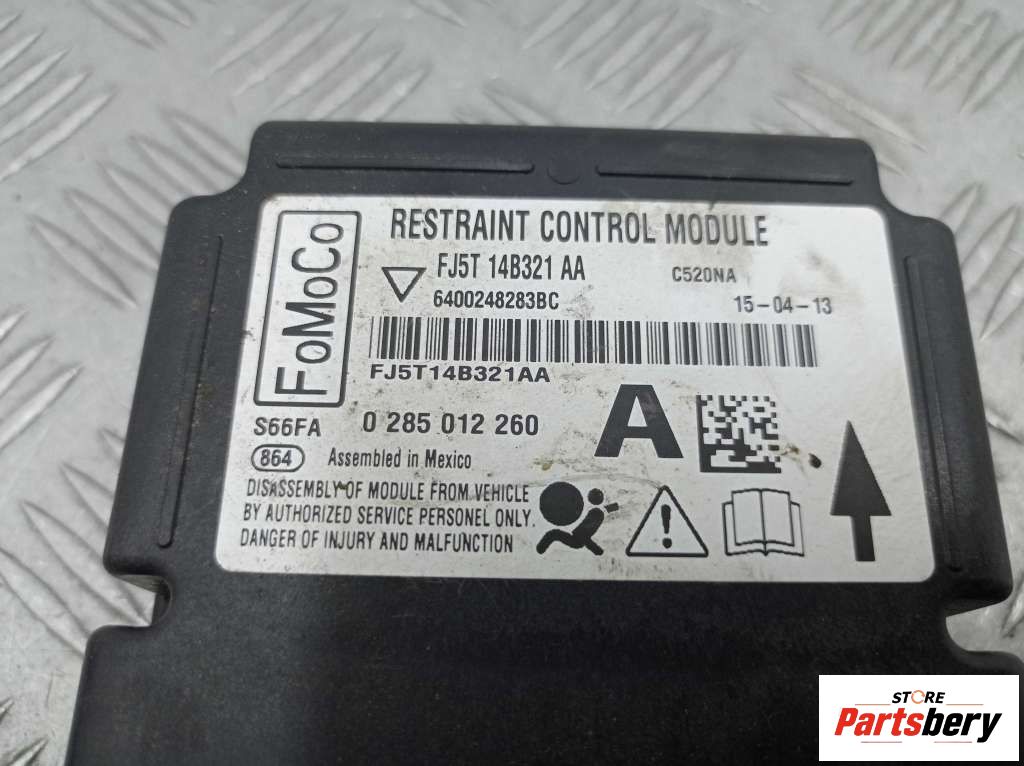 RESTRAINT CONTROL MODULE
FoMoCo
FJ5T 14B321 AA
C520NA
6400248283BC
15-04-13
FJ5T14B321AA
S66FA
0 285 012 260
A
864
Assembled in Mexico
DISASSEMBLY OF MODULE FROM VEHICLE
BY AUTHORIZED SERVICE PERSONEL ONLY.
DANGER OF INJURY AND MALFUNCTION
STORE
Partsbery